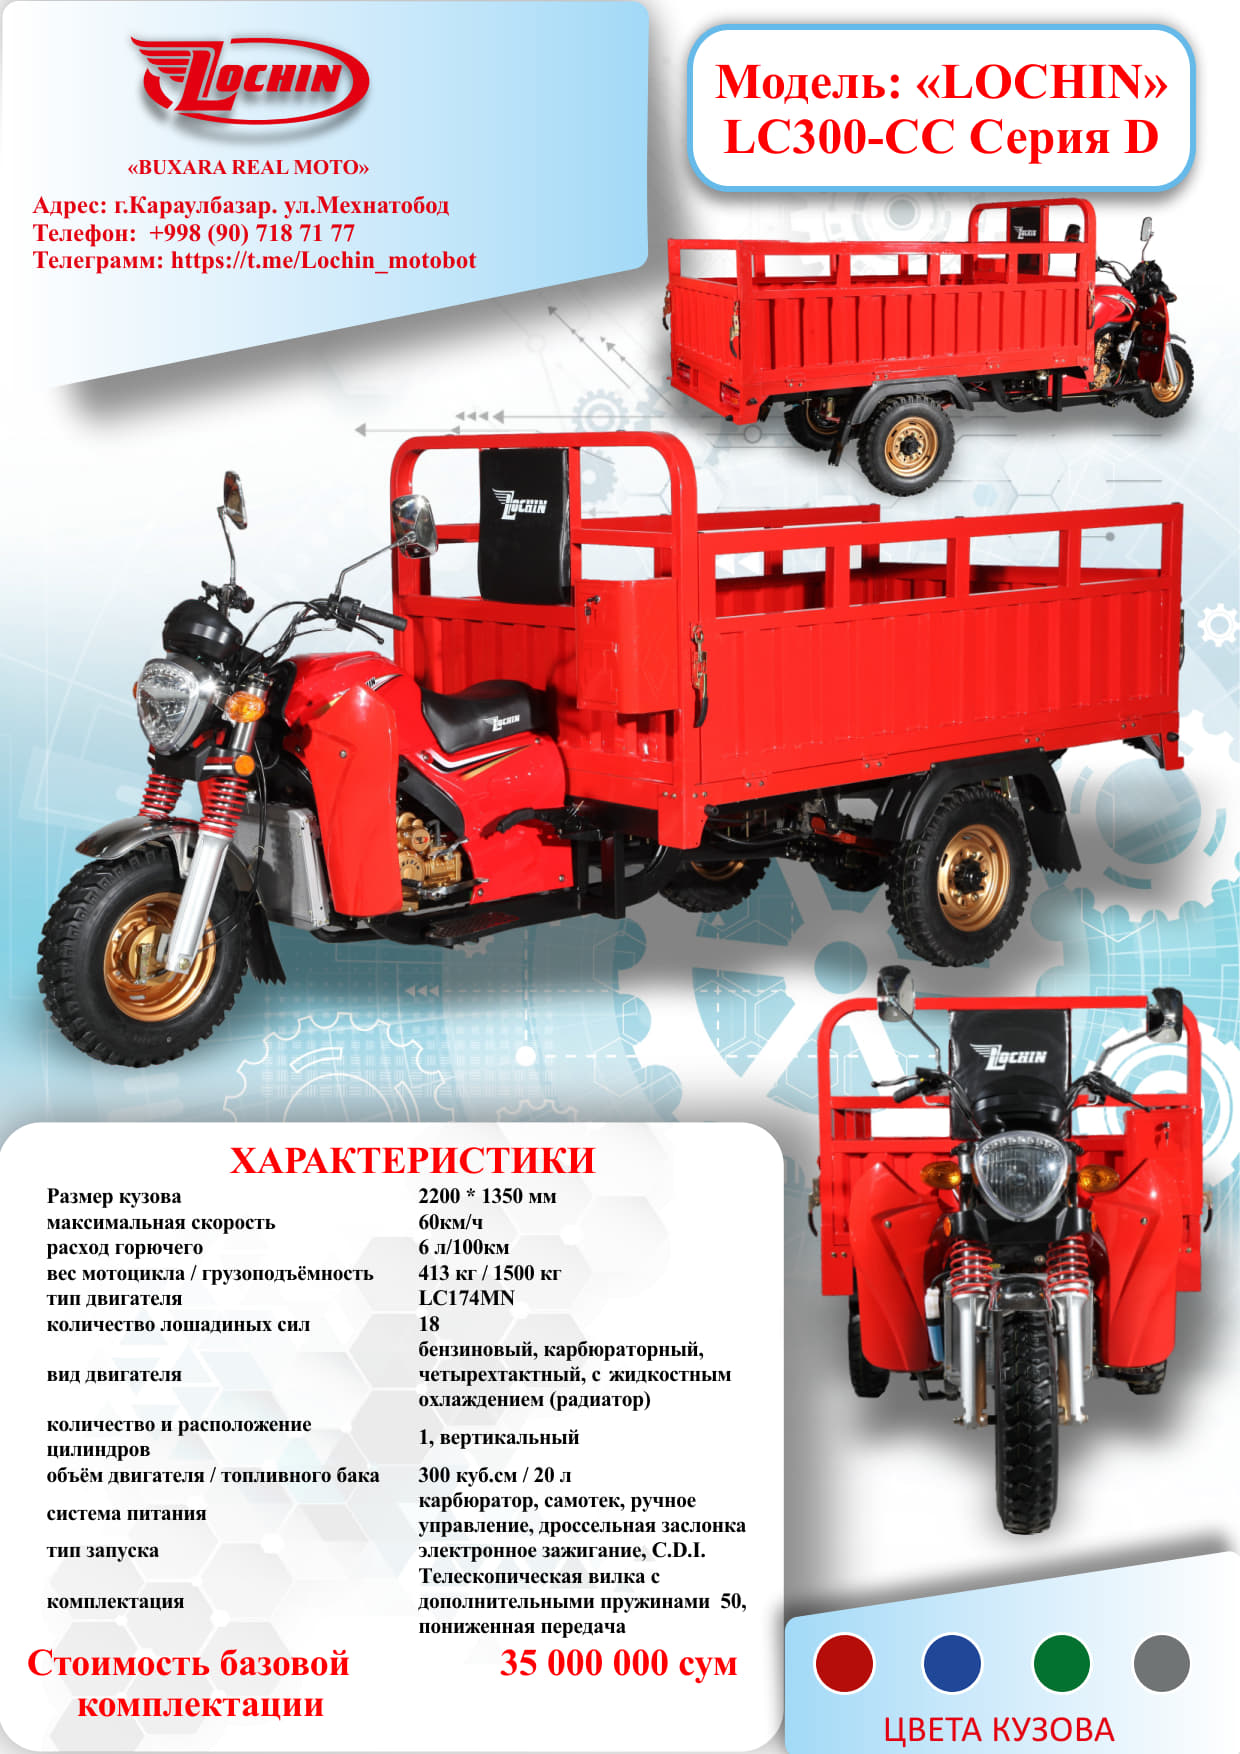 LOCHIN
«BUXARA REAL MOTO»
Адрес: г.Караулбазар. ул.Мехнатобод
Телефон: +998 (90) 718 71 77
Телеграмм: https://t.me/Lochin_motobot
Модель: «LOCHIN»
LC300-CC Серия D
LOCHIN
LOCHIN
LOCHIN
LOCHIN
ХАРАКТЕРИСТИКИ
Размер кузова 2200 * 1350 мм
максимальная скорость 60км/ч
расход горючего 6 л/100км
вес мотоцикла / грузоподъёмность 413 кг / 1500 кг
тип двигателя LC174MN
количество лошадиных сил 18
вид двигателя бензиновый, карбюраторный,
четырехтактный, с жидкостным
охлаждением (радиатор)
количество и расположение
цилиндров 1, вертикальный
объём двигателя / топливного бака 300 куб.см / 20 л
система питания карбюратор, самотек, ручное
управление, дроссельная заслонка
тип запуска электронное зажигание, C.D.I.
комплектация Телескопическая вилка с
дополнительными пружинами 50,
пониженная передача
Стоимость базовой
комплектации 35 000 000 сум
ЦВЕТА КУЗОВА